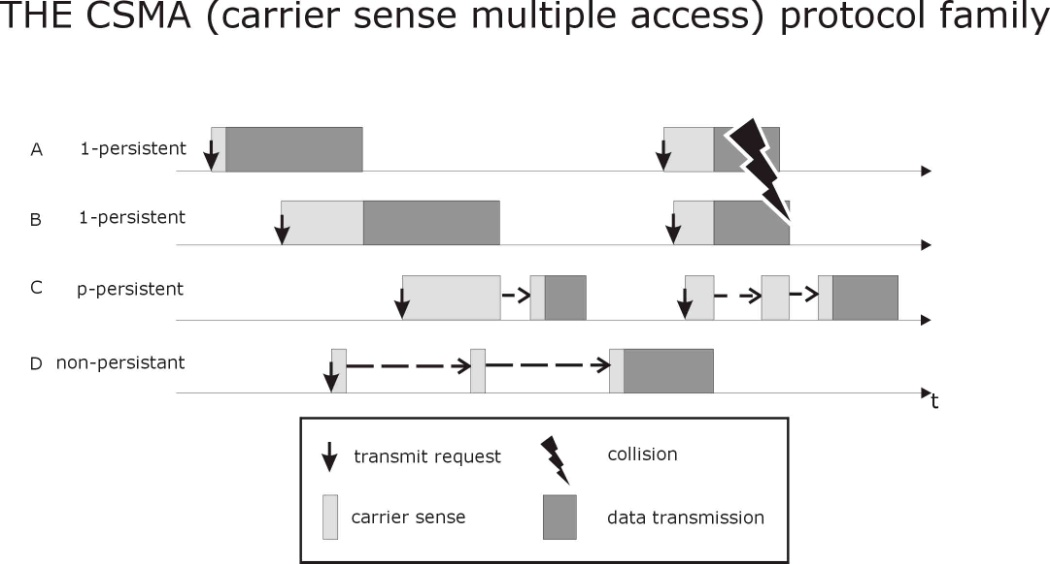 THE CSMA (carrier sense multiple access) protocol family
A 1-persistent
B 1-persistent
C p-persistent
D non-persistant
t
transmit request
collision
carrier sense
data transmission